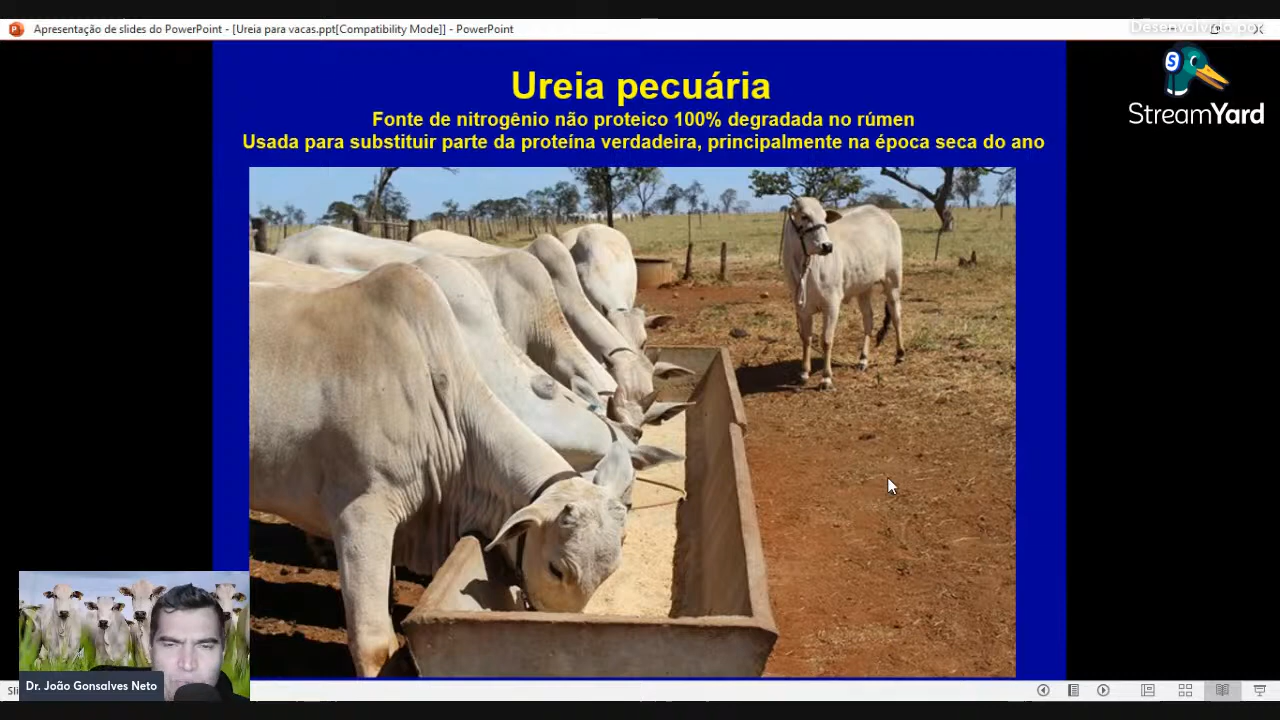 Apresentação de slides do PowerPoint - [Ureia para vacas.ppt[Compatibility Mode]] - PowerPoint
Desenvolvido por
StreamYard
Ureia pecuária
Fonte de nitrogênio não proteico 100% degradada no rúmen
Usada para substituir parte da proteína verdadeira, principalmente na época seca do ano
Dr. João Gonsalves Neto